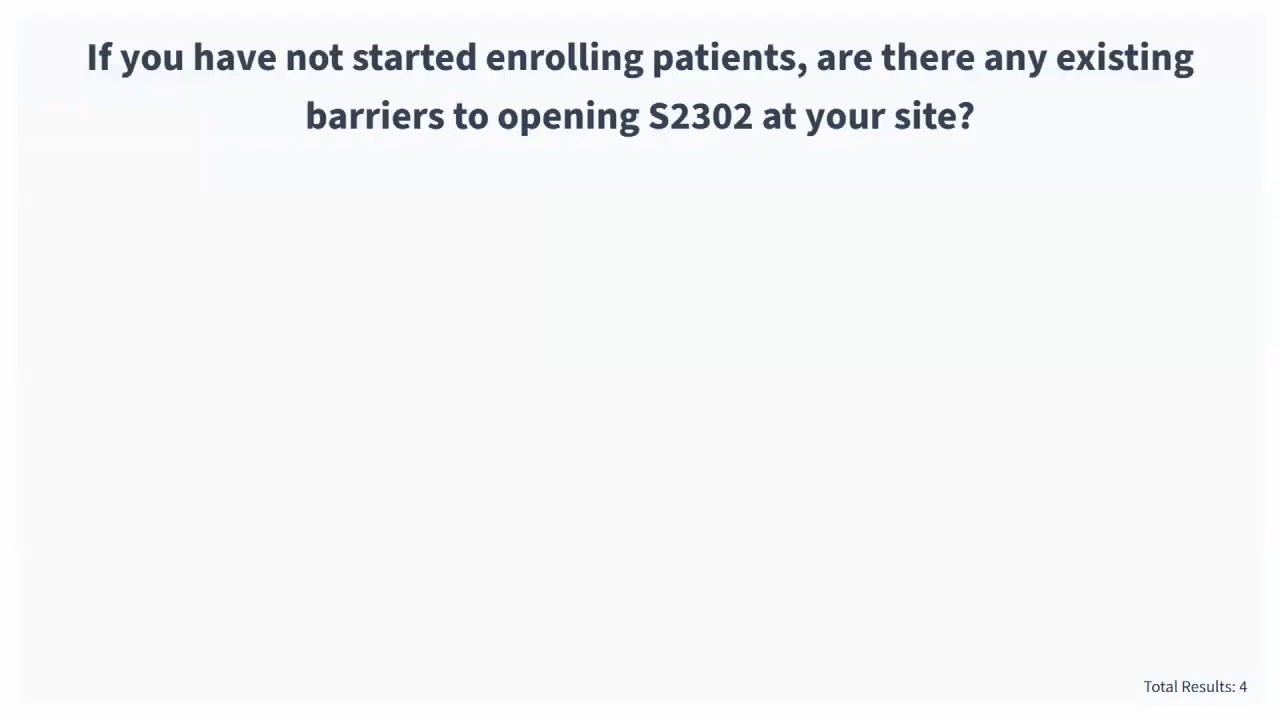 If you have not started enrolling patients, are there any existing
barriers to opening S2302 at your site?
Total Results: 4